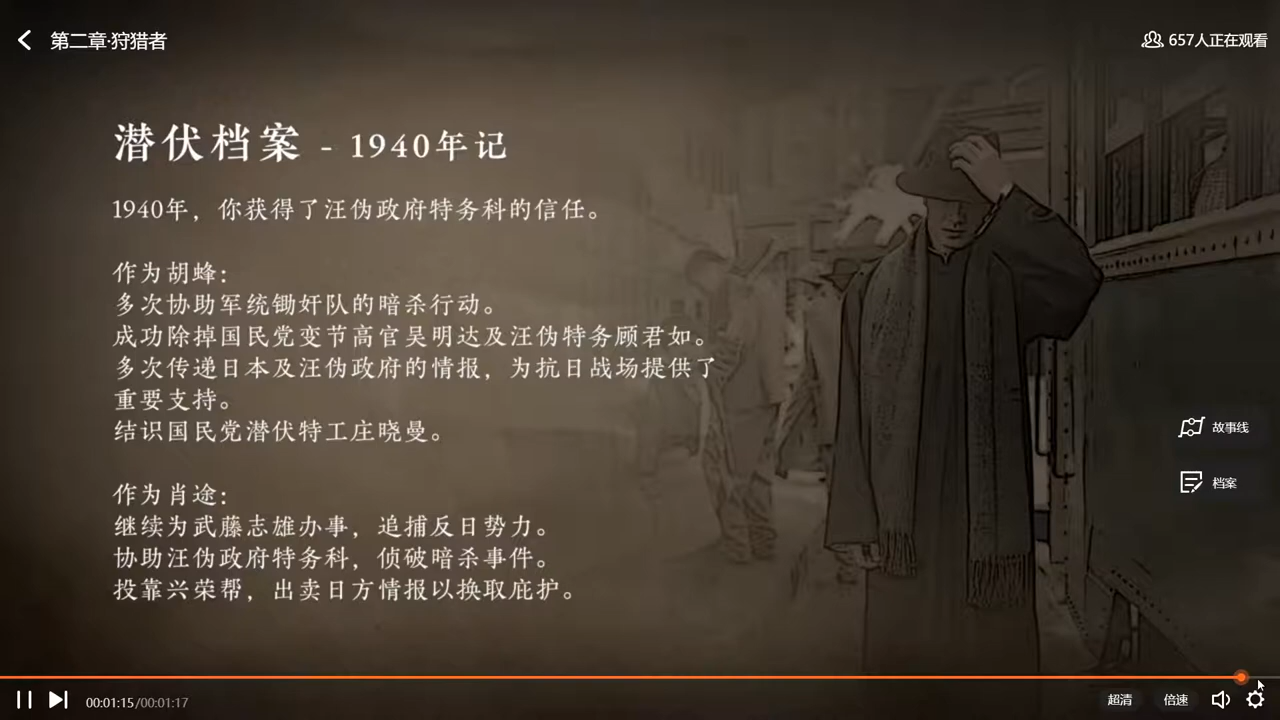 第二章·狩猎者
657人正在观看
潜伏档案 - 1940年记
1940年，你获得了汪伪政府特务科的信任。
作为胡蜂：
多次协助军统锄奸队的暗杀行动。
成功除掉国民党变节高官吴明达及汪伪特务顾君如。
多次传递日本及汪伪政府的情报，为抗日战场提供了
重要支持。
结识国民党潜伏特工庄晓曼。
作为肖途：
继续为武藤志雄办事，追捕反日势力。
协助汪伪政府特务科，侦破暗杀事件。
投靠兴荣帮，出卖日方情报以换取庇护。
故事线
档案
00:01:15/00:01:17
超清
倍速